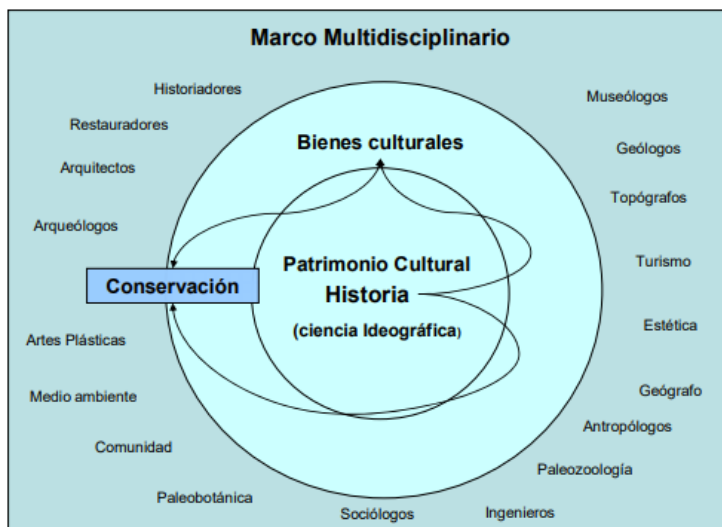 Marco Multidisciplinario
Historiadores
Museólogos
Restauradores
Bienes culturales
Geólogos
Arquitectos
Topógrafos
Arqueólogos
Patrimonio Cultural
Turismo
Conservación
Historia
(ciencia Ideográfica)
Estética
Artes Plásticas
Medio ambiente
Geógrafo
Antropólogos
Comunidad
Paleozoología
Paleobotánica
Sociólogos
Ingenieros